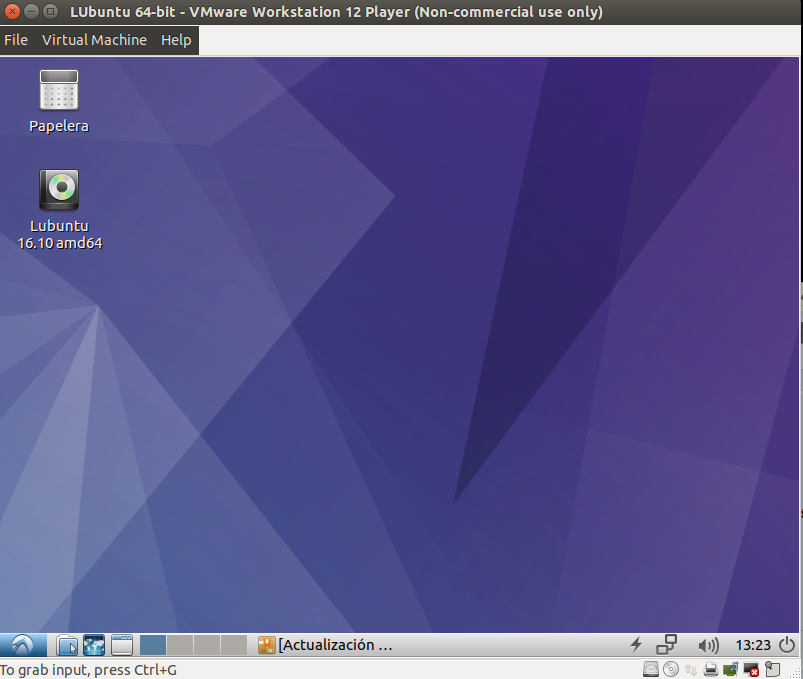 LUbuntu 64-bit - VMware Workstation 12 Player (Non-commercial use only)
File Virtual Machine Help
Papelera
Lubuntu
16.10 amd64
[Actualización ...
13:23
To grab input, press Ctrl+G